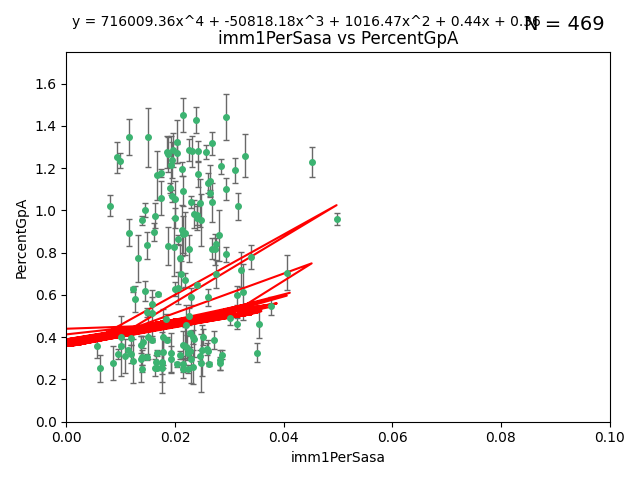 y = 716009.36x^4 + -50818.18x^3 + 1016.47x^2 + 0.44x + 0.36
N = 469
imm1PerSasa vs PercentGpA
1.6
1.4
1.2
1.0
0.8
0.6
0.4
0.2
0.0
PercentGpA
0.00 0.02 0.04 0.06 0.08 0.10
imm1PerSasa